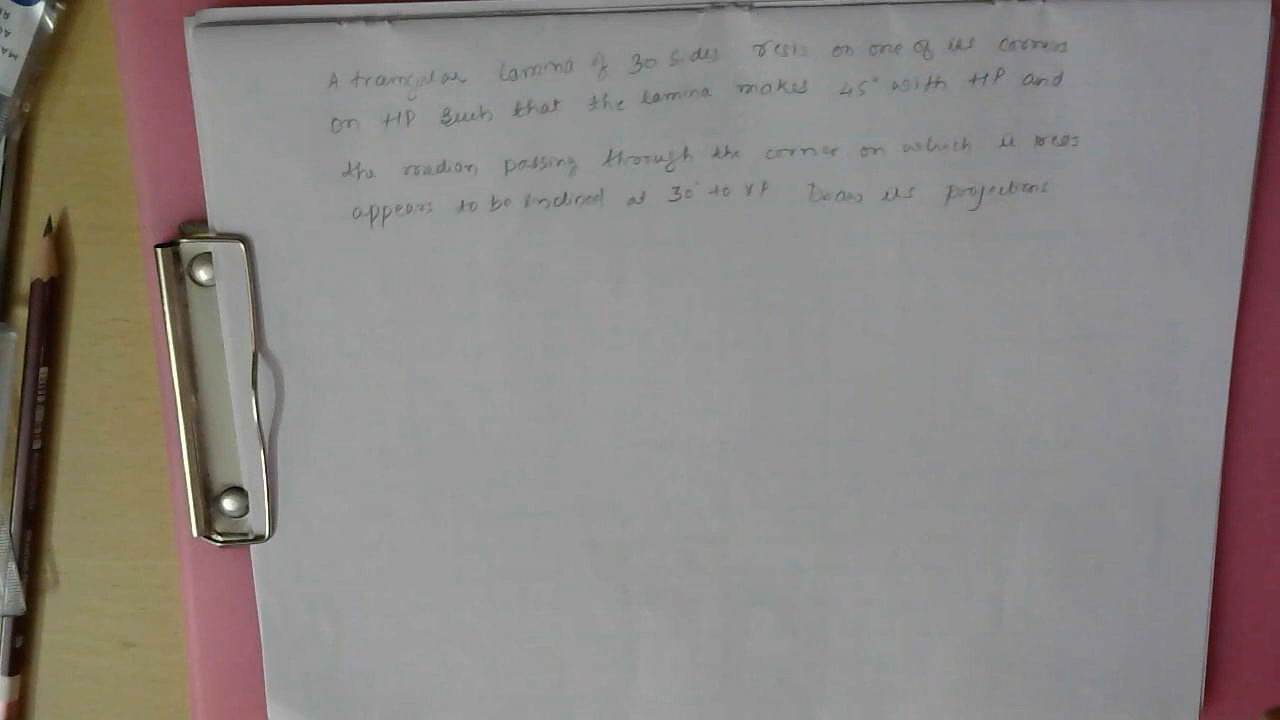 A triangular lamina of 30 sides rests on one of its corners
on HP such that the lamina makes 45° with HP and
the median passing through the corner on which it rests
appears to be inclined at 30° to VP its projections